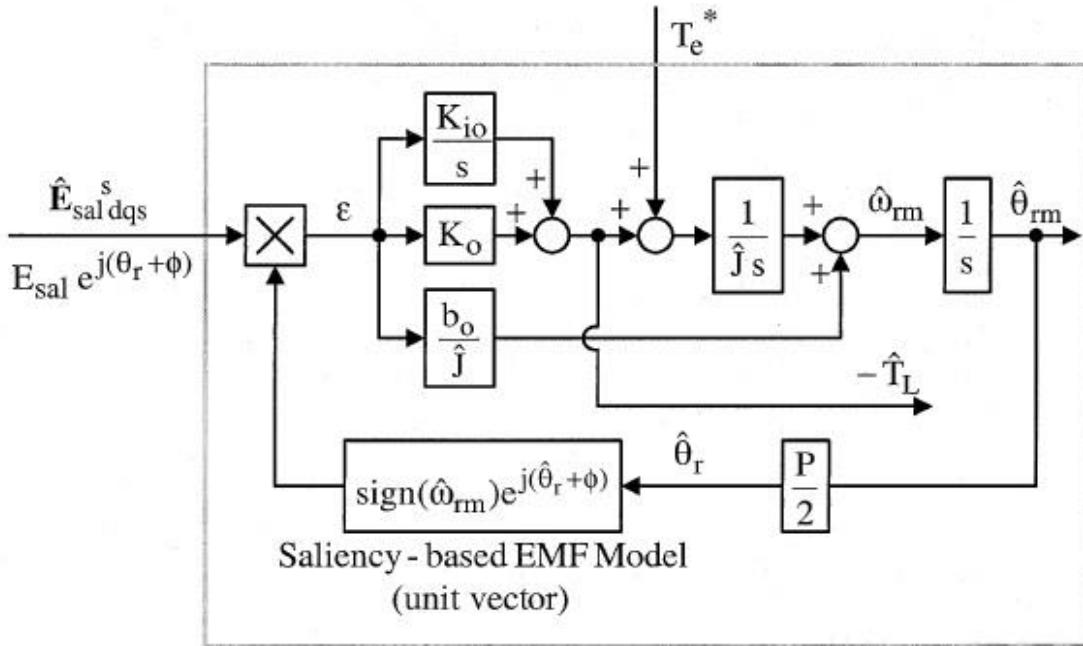 T_e^*
K_io / s
Ê_sal dqs^s
E_sal e^j(θ_r+ϕ)
ε
+
+
K_o
+
+
1 / Ĵ s
+
+
ω̂_rm
1 / s
θ̂_rm
b_o / Ĵ
− T̂_L
sign(ω̂_rm)e^j(θ̂_r+ϕ)
θ̂_r
P / 2
Saliency - based EMF Model
(unit vector)